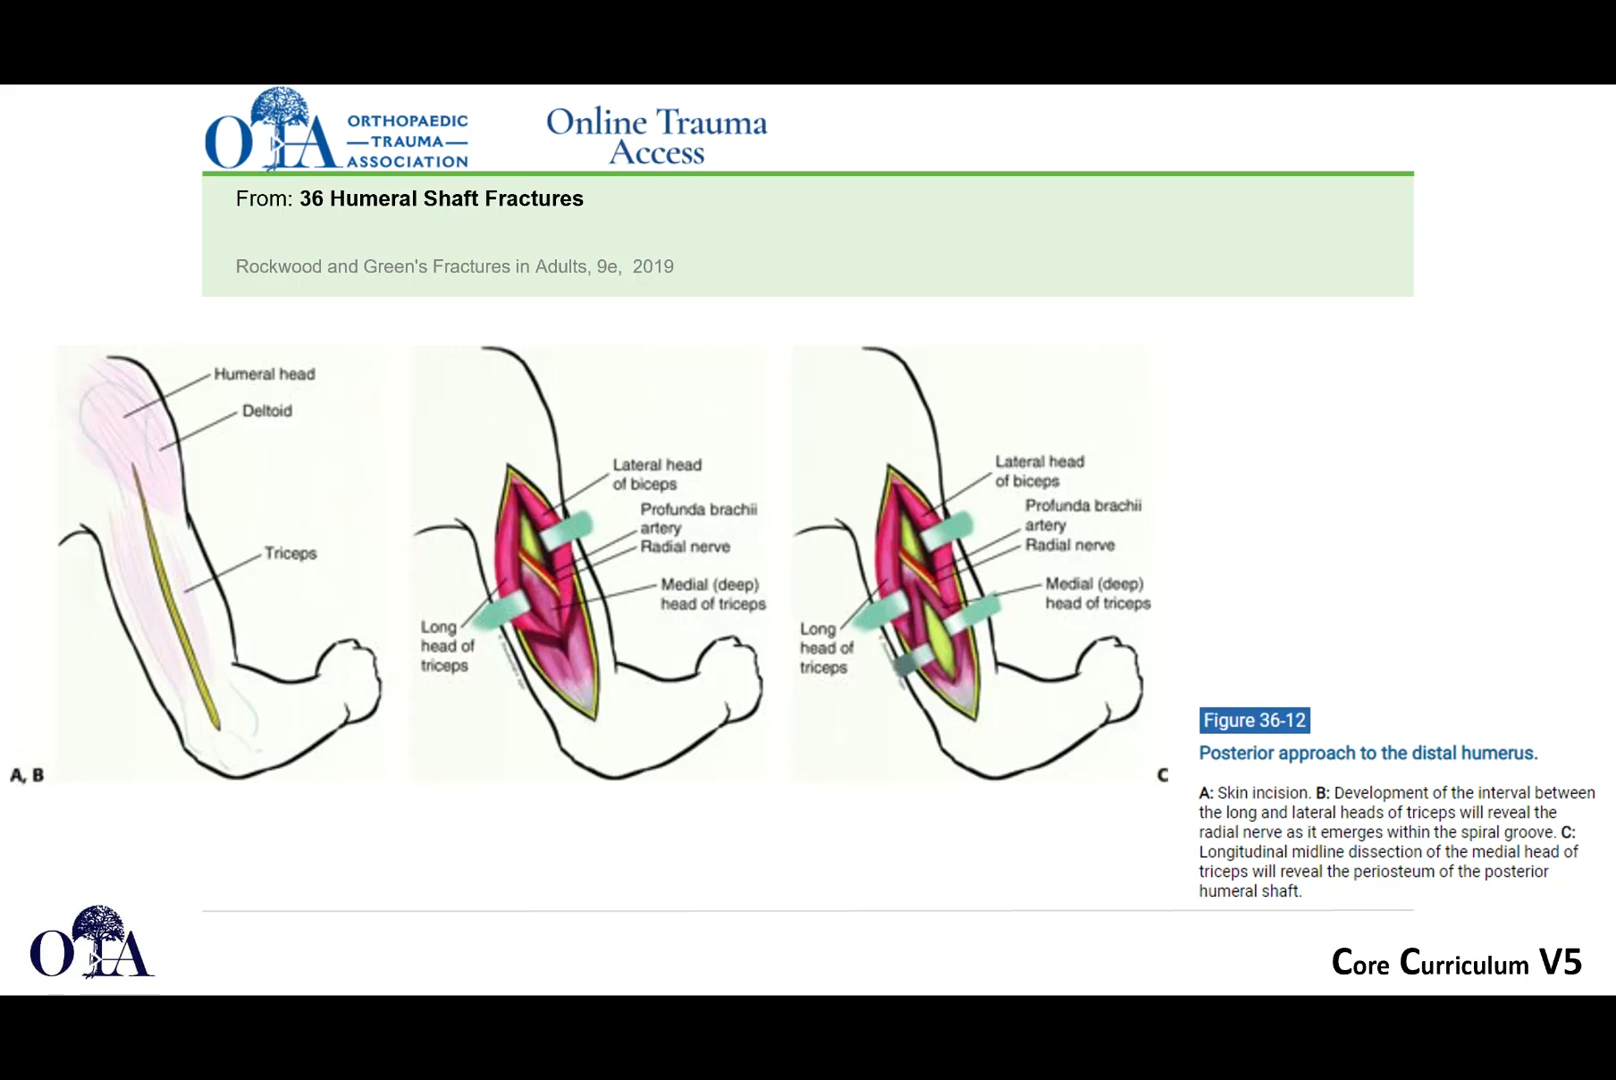 OTA
ORTHOPAEDIC
TRAUMA
ASSOCIATION
Online Trauma
Access
From: 36 Humeral Shaft Fractures
Rockwood and Green's Fractures in Adults, 9e, 2019
Humeral head
Deltoid
Triceps
A, B
Lateral head
of biceps
Profunda brachii
artery
Radial nerve
Medial (deep)
head of triceps
Long
head of
triceps
Lateral head
of biceps
Profunda brachii
artery
Radial nerve
Medial (deep)
head of triceps
Long
head of
triceps
C
Figure 36-12
Posterior approach to the distal humerus.
A: Skin incision. B: Development of the interval between
the long and lateral heads of triceps will reveal the
radial nerve as it emerges within the spiral groove. C:
Longitudinal midline dissection of the medial head of
triceps will reveal the periosteum of the posterior
humeral shaft.
OTA
Core Curriculum V5